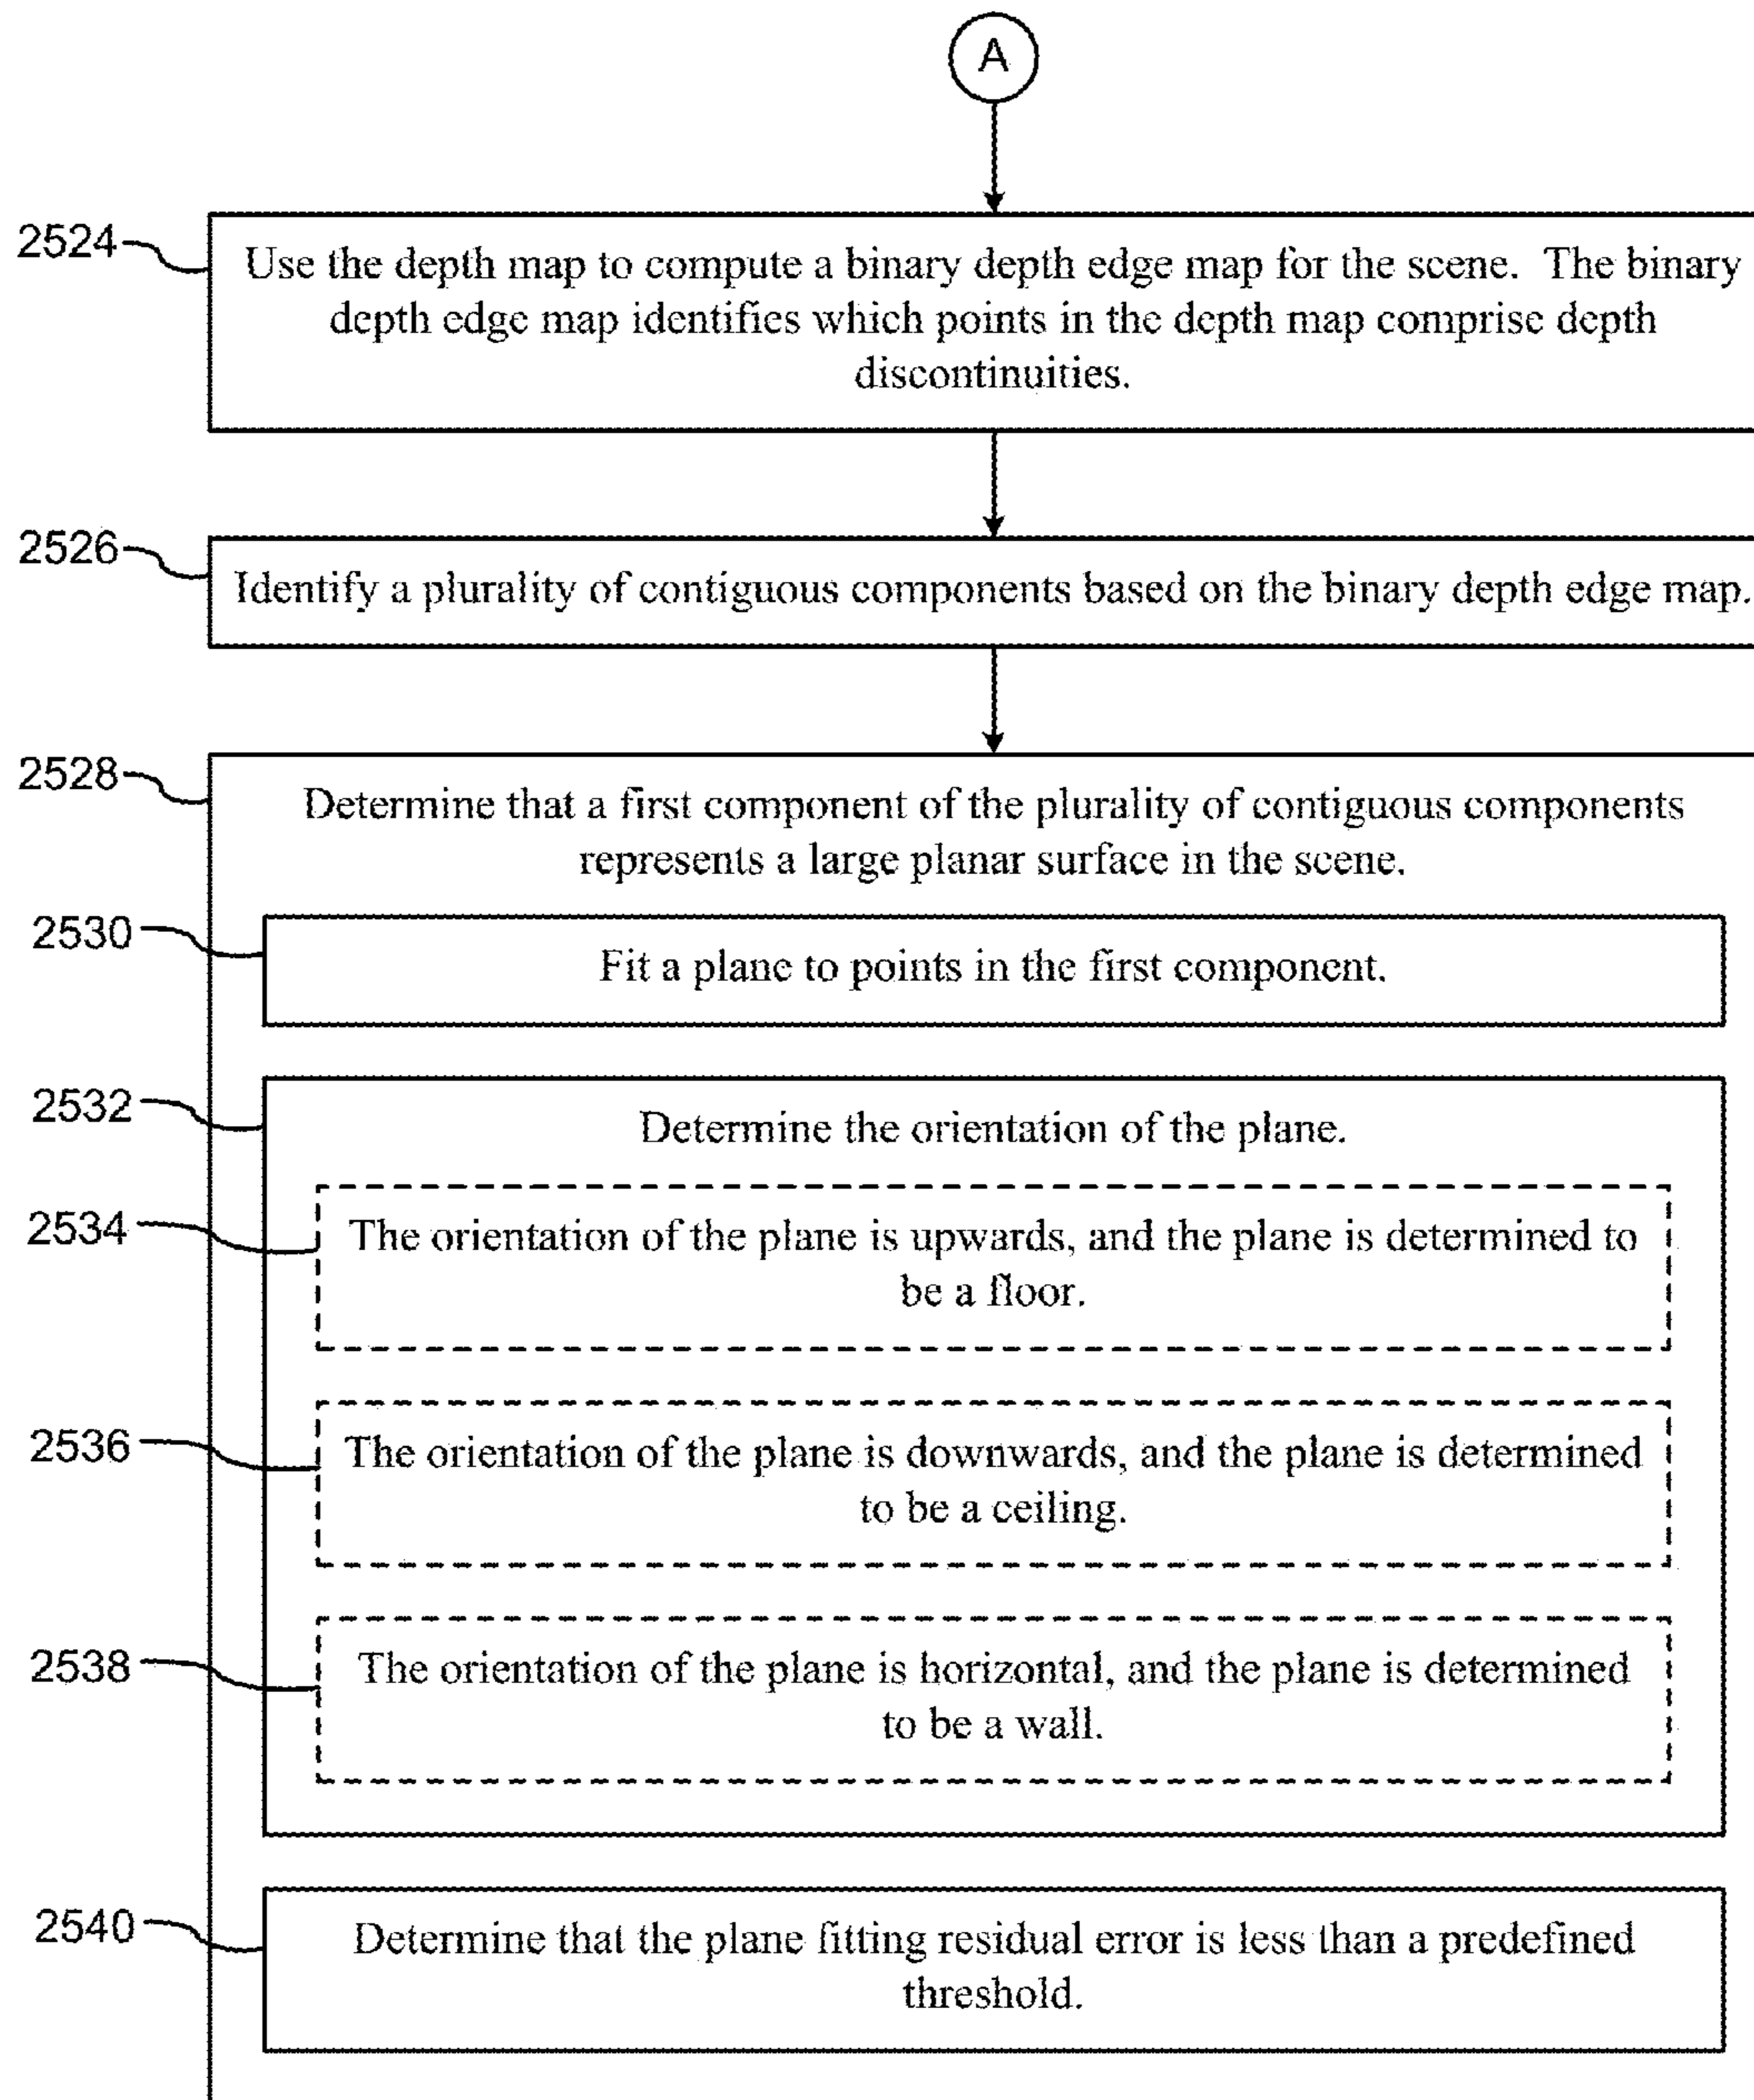 A
2524
Use the depth map to compute a binary depth edge map for the scene. The binary
depth edge map identifies which points in the depth map comprise depth
discontinuities.
2526
Identify a plurality of contiguous components based on the binary depth edge map.
2528
Determine that a first component of the plurality of contiguous components
represents a large planar surface in the scene.
2530
Fit a plane to points in the first component.
2532
Determine the orientation of the plane.
2534
The orientation of the plane is upwards, and the plane is determined to
be a floor.
2536
The orientation of the plane is downwards, and the plane is determined
to be a ceiling.
2538
The orientation of the plane is horizontal, and the plane is determined
to be a wall.
2540
Determine that the plane fitting residual error is less than a predefined
threshold.